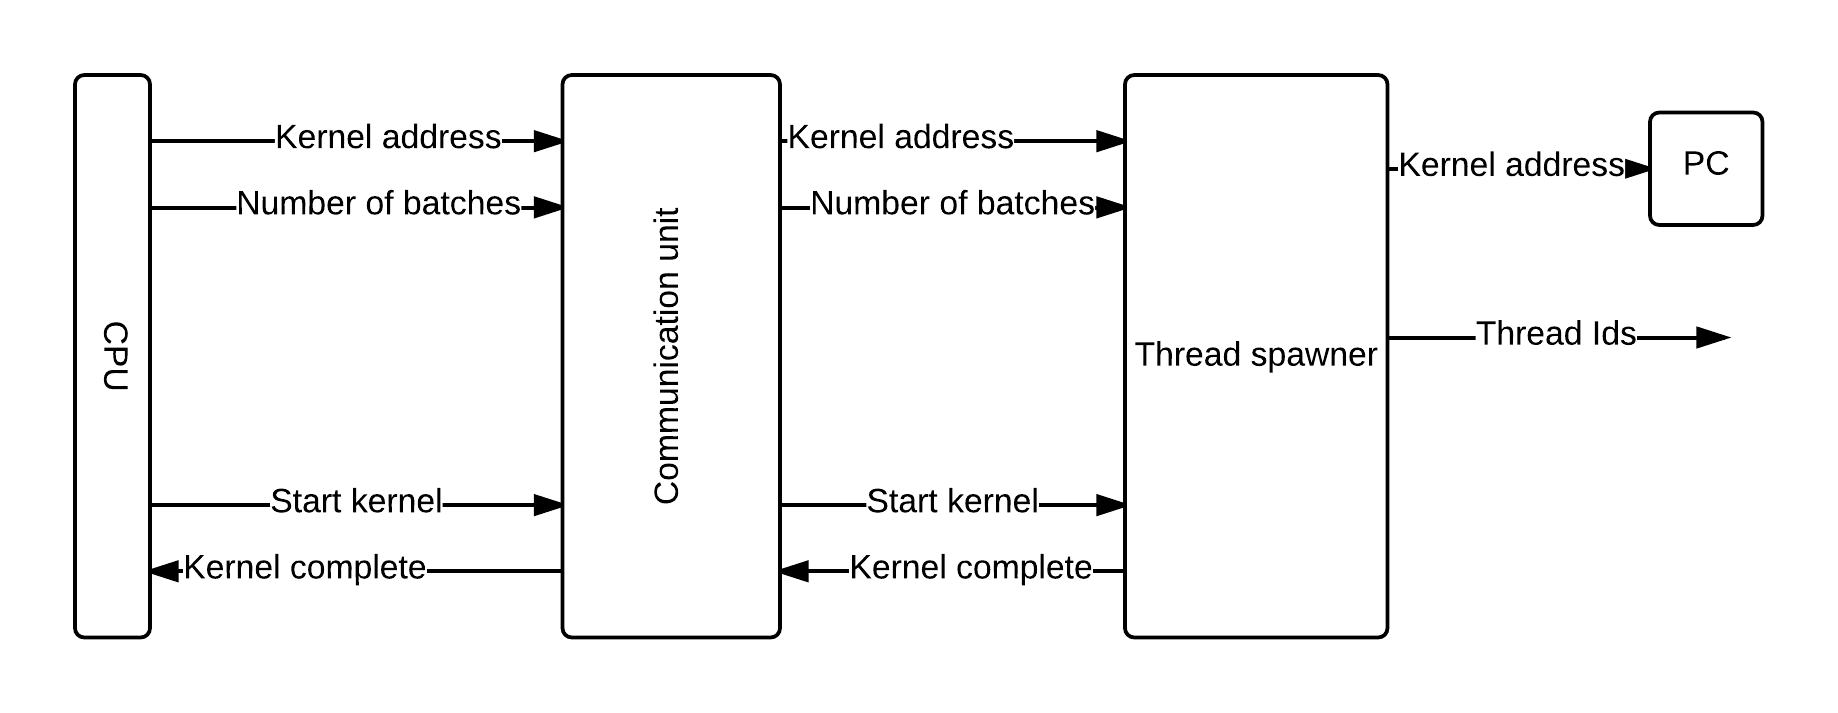 Kernel address
Kernel address
Kernel address
PC
Number of batches
Number of batches
Thread Ids
CPU
Communication unit
Thread spawner
Start kernel
Start kernel
Kernel complete
Kernel complete